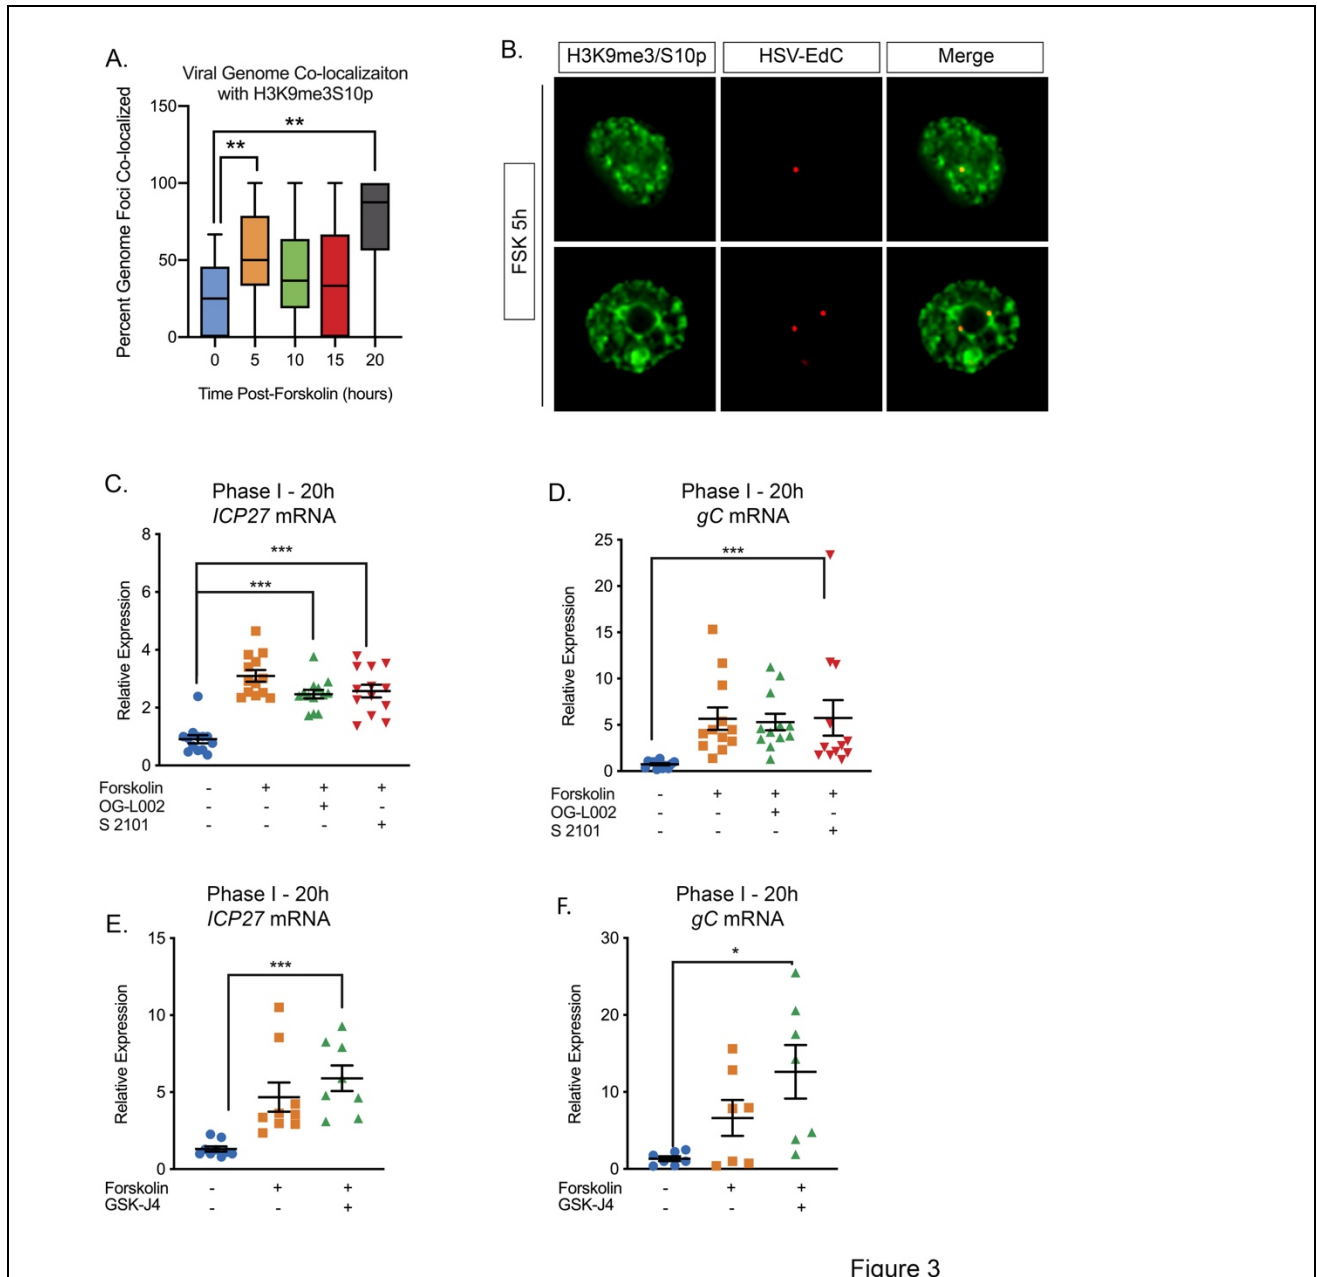 A.
Viral Genome Co-localizaiton
with H3K9me3S10p
Percent Genome Foci Co-localized
150
100
50
0
**
**
0 5 10 15 20
Time Post-Forskolin (hours)
B.
H3K9me3/S10p HSV-EdC Merge
FSK 5h
C.
Phase I - 20h
ICP27 mRNA
Relative Expression
8
6
4
2
0
***
***
Forskolin - + + +
OG-L002 - - + -
S 2101 - - - +
D.
Phase I - 20h
gC mRNA
Relative Expression
25
20
15
10
5
0
***
Forskolin - + + +
OG-L002 - - + -
S 2101 - - - +
E.
Phase I - 20h
ICP27 mRNA
Relative Expression
15
10
5
0
***
Forskolin - + +
GSK-J4 - - +
F.
Phase I - 20h
gC mRNA
Relative Expression
30
20
10
0
*
Forskolin - + +
GSK-J4 - - +
Figure 3